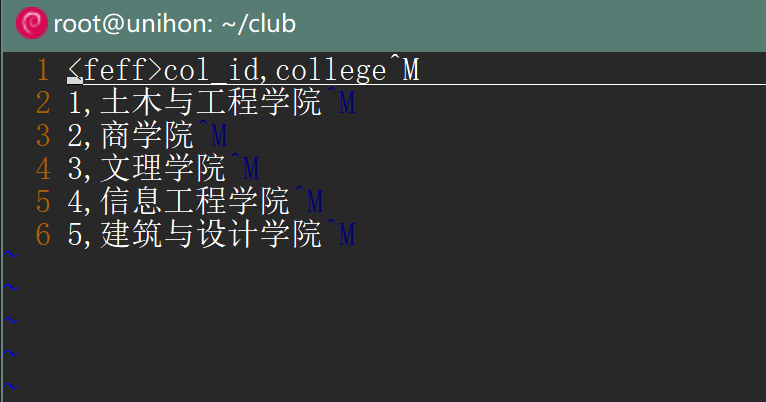 root@unihon: ~/club
1 <feff>col_id,college^M
2 1,土木与工程学院^M
3 2,商学院^M
4 3,文理学院^M
5 4,信息工程学院^M
6 5,建筑与设计学院^M
~
~
~
~
~